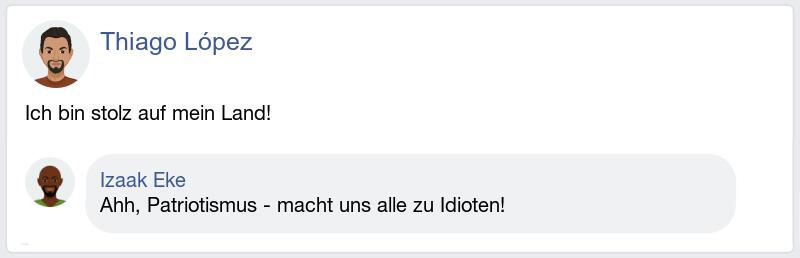 Thiago López
Ich bin stolz auf mein Land!
Izaak Eke
Ahh, Patriotismus - macht uns alle zu Idioten!